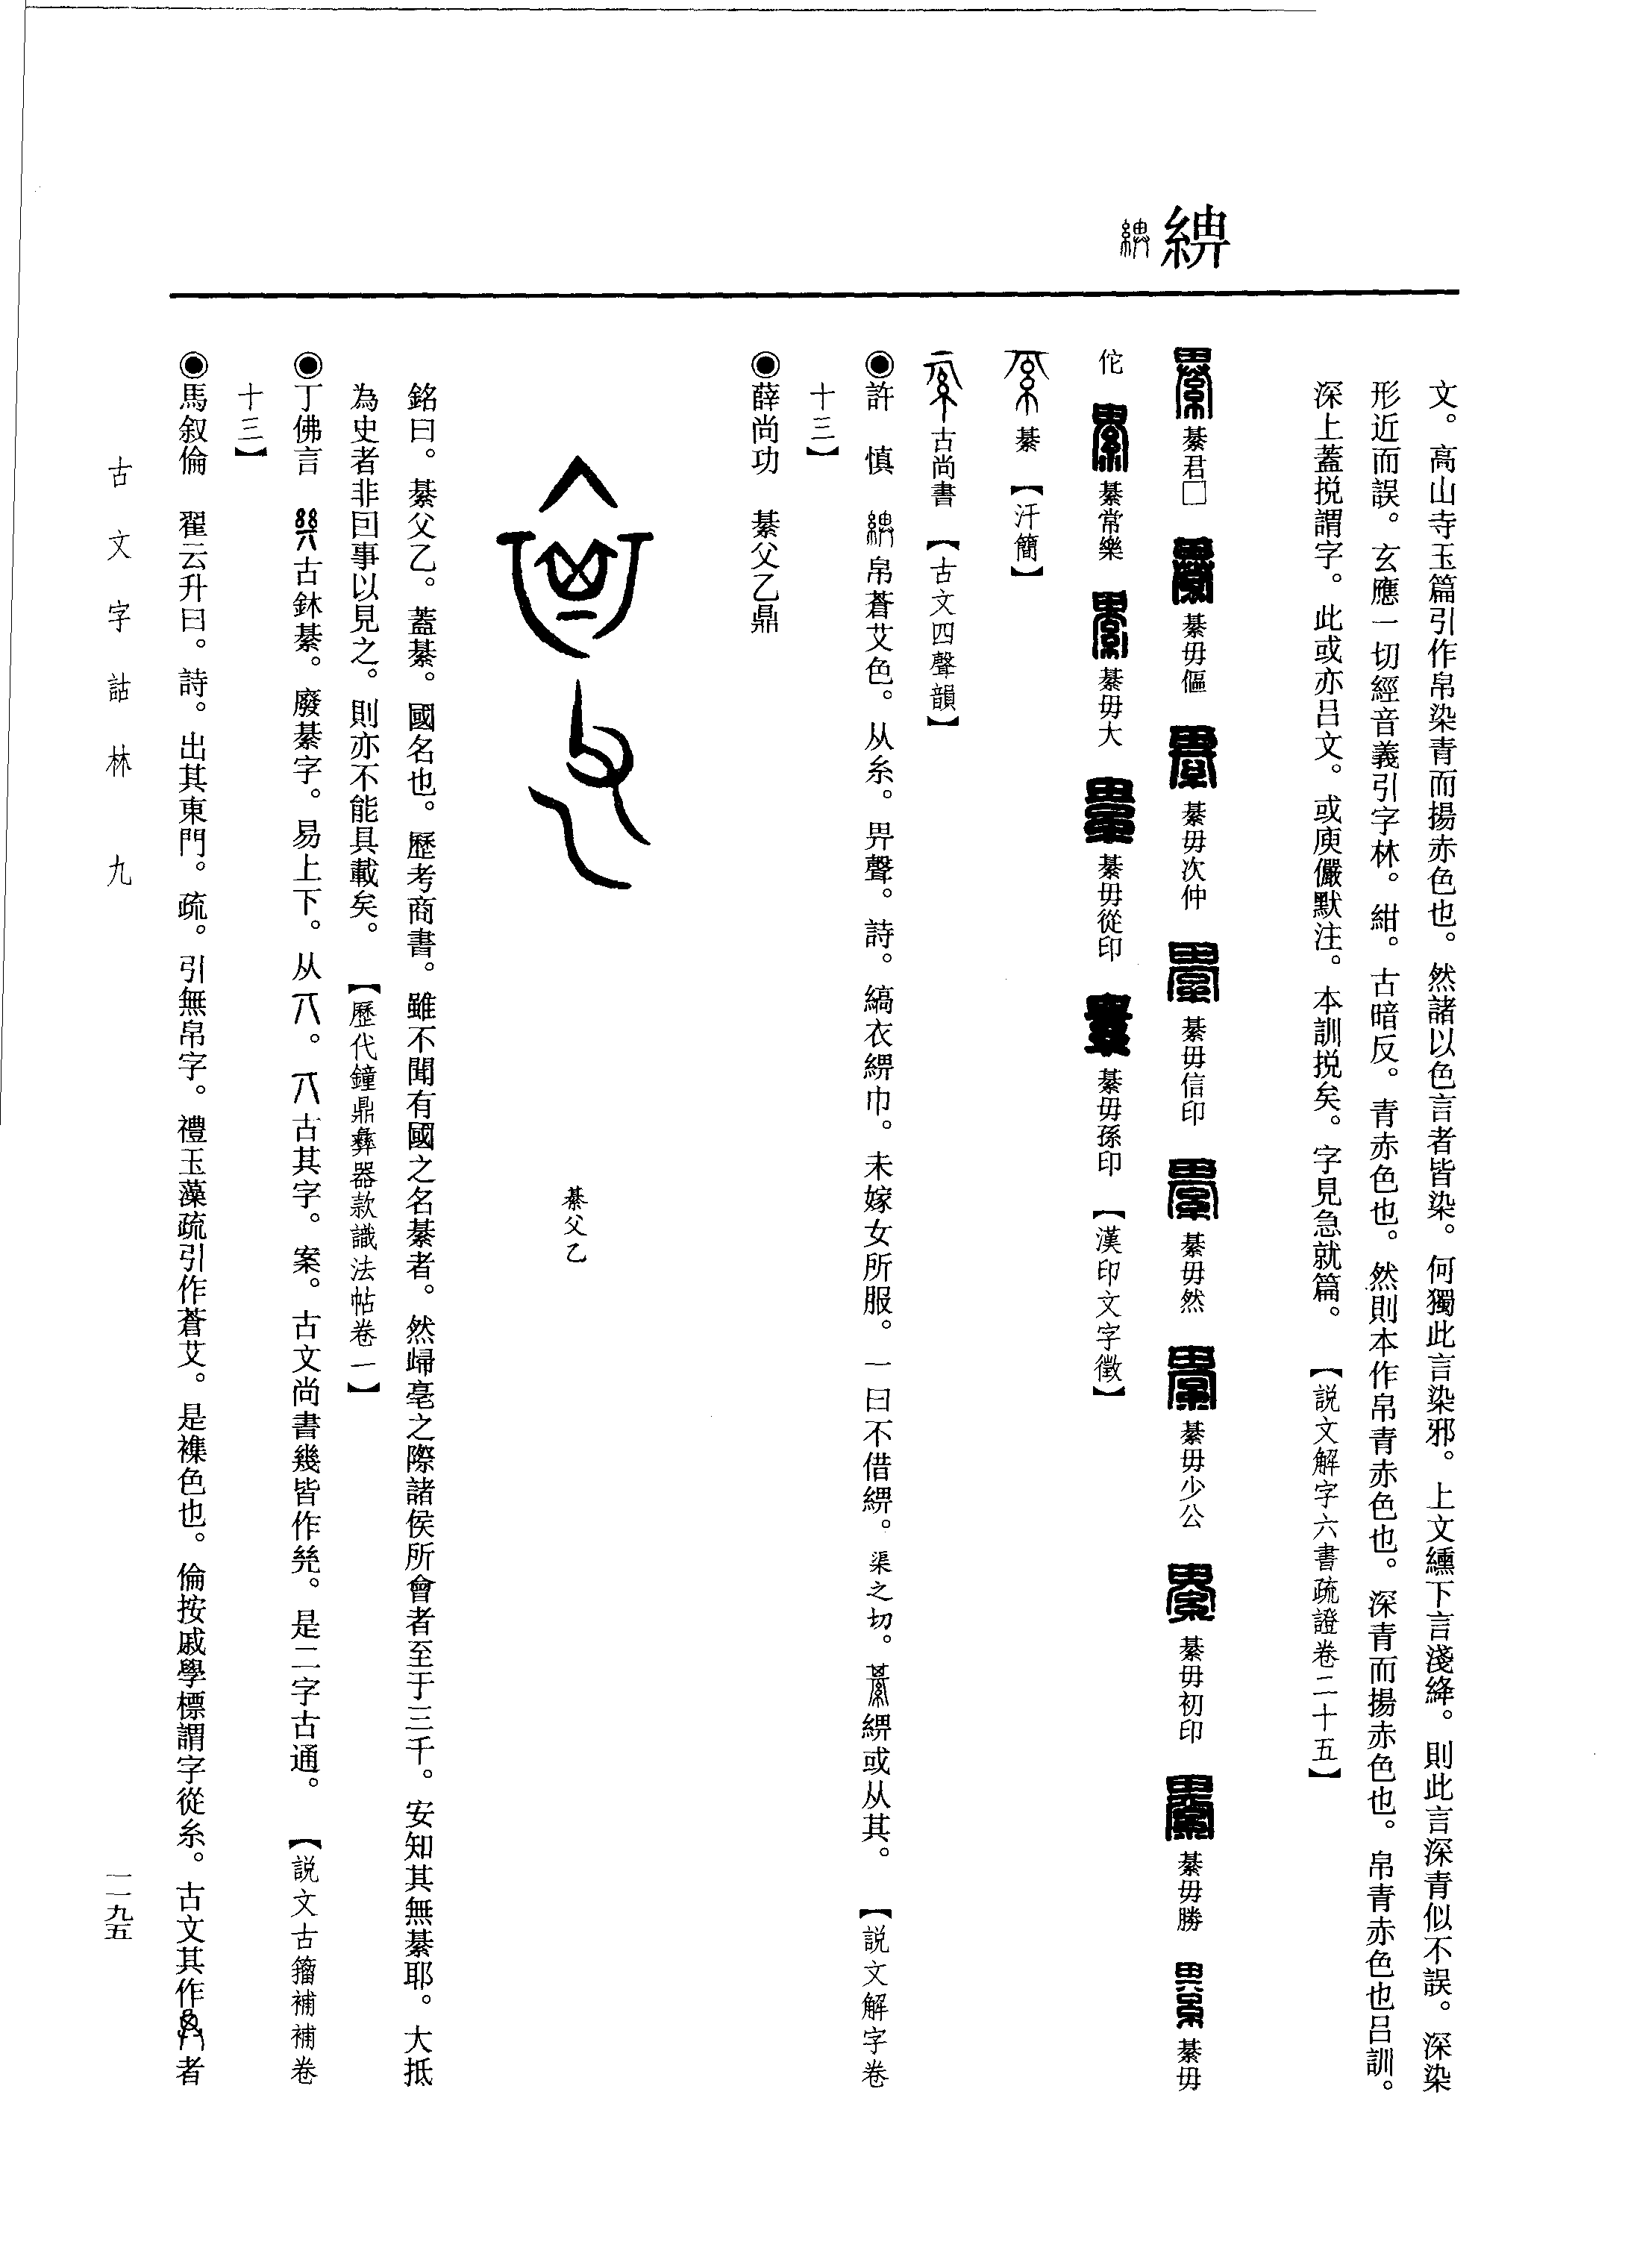 綥
文。高山寺玉篇引作帛染青而揚赤色也。然諸以色言者皆染。何獨此言染邪。上文纁下言淺絳。則此言深青似不誤。深染
形近而誤。玄應一切經音義引字林。紺。古暗反。青赤色也。然則本作帛青赤色也。深青而揚赤色也。帛青赤色也呂訓。
深上蓋捝謂字。此或亦呂文。或庾儼默注。本訓捝矣。字見急就篇。【説文解字六書疏證卷二十五】
綦君□ 綦毋傴 綦毋次仲 綦毋信印 綦毋然 綦毋少公 綦毋初印 綦毋勝 綦毋
佗 綦常樂 綦毋大 綦毋從印 綦毋孫印 【漢印文字徵】
綦 【汗簡】
古尚書 【古文四聲韻】
◉許 慎 帛蒼艾色。从糸。畀聲。詩。縞衣綥巾。未嫁女所服。一曰不借綥。渠之切。綥或从其。 【説文解字卷
十三】
◉薛尚功 綦父乙鼎
綦父乙
銘曰。綦父乙。蓋綦。國名也。歷考商書。雖不聞有國之名綦者。然歸亳之際諸侯所會者至于三千。安知其無綦耶。大抵
為史者非囙事以見之。則亦不能具載矣。 【歷代鐘鼎彝器款識法帖卷一】
◉丁佛言 古鉥綦。廢綦字。易上下。从。古其字。案。古文尚書幾皆作。是二字古通。 【説文古籀補補卷
十三】
◉馬叙倫 翟云升曰。詩。出其東門。疏。引無帛字。禮玉藻疏引作蒼艾。是襍色也。倫按戚學標謂字從糸。古文其作者
古文字詁林 九
一一九五